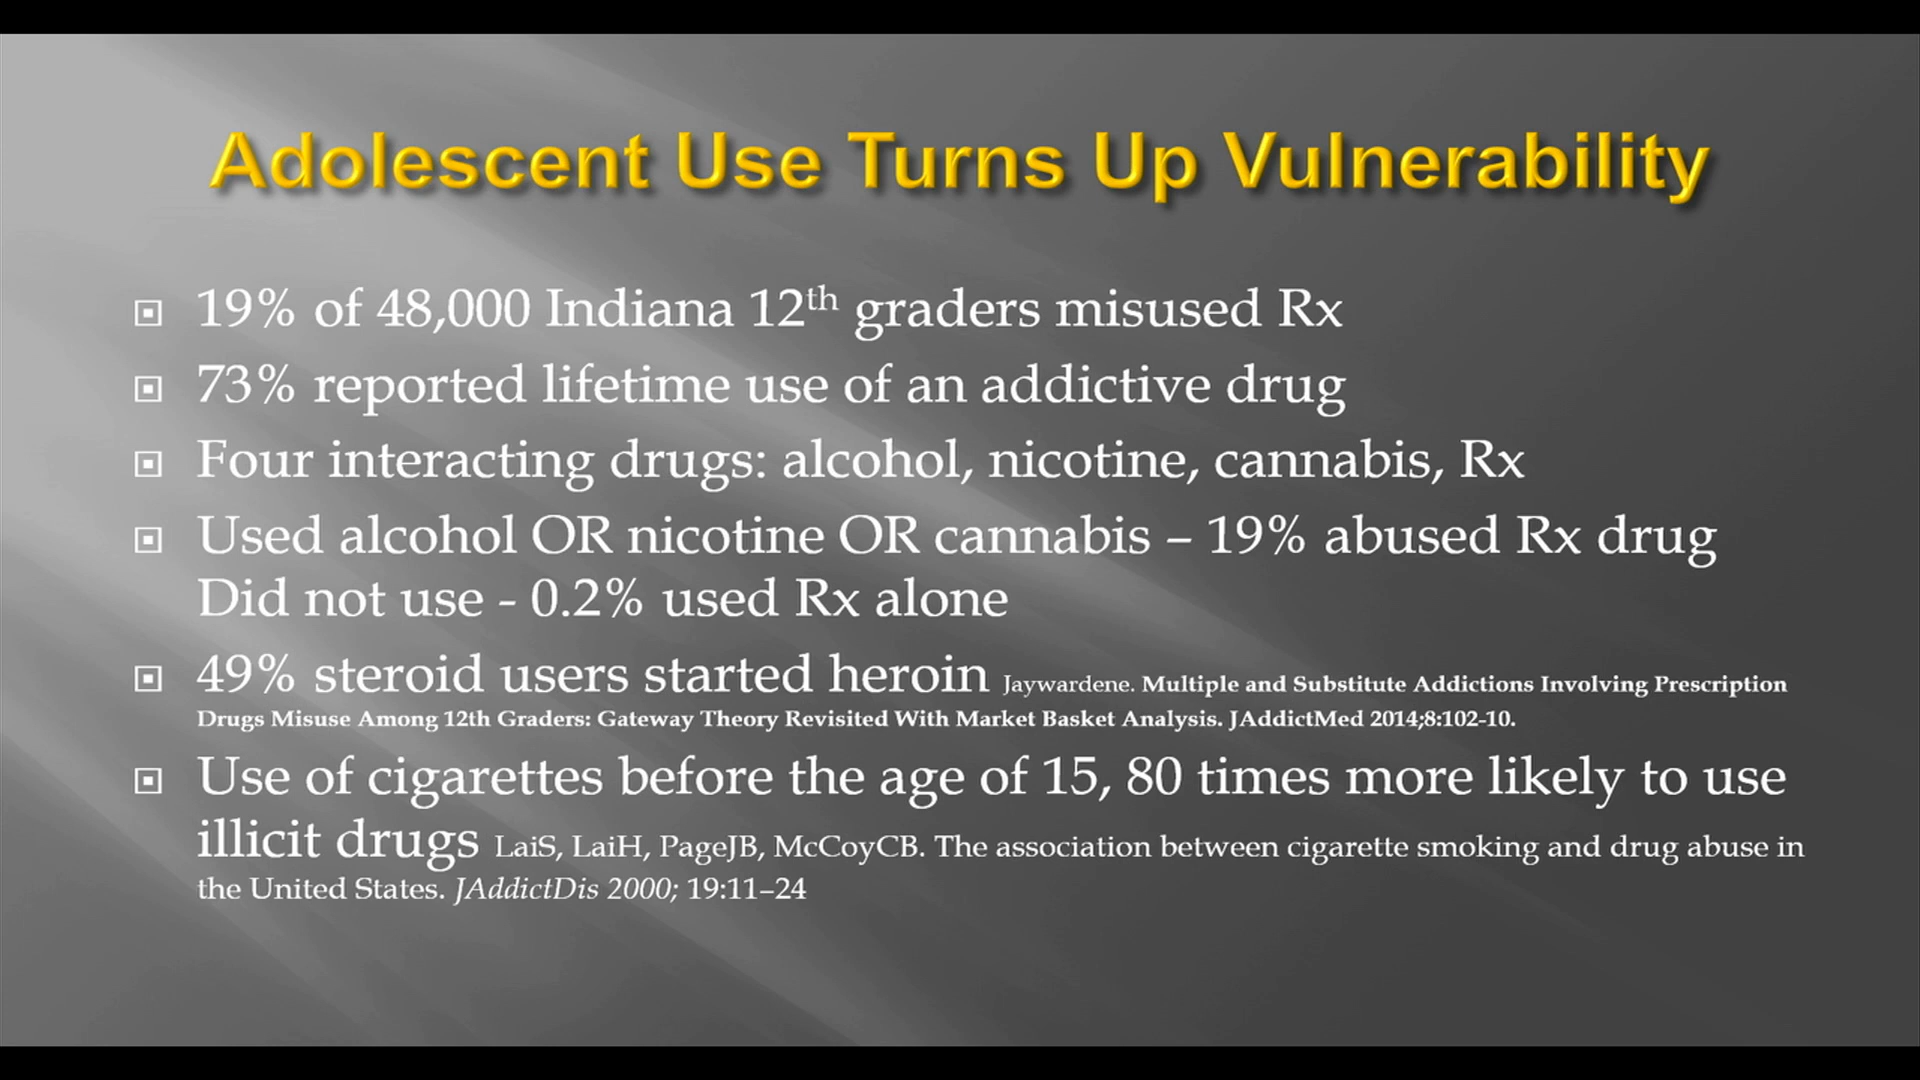 Adolescent Use Turns Up Vulnerability
19% of 48,000 Indiana 12th graders misused Rx
73% reported lifetime use of an addictive drug
Four interacting drugs: alcohol, nicotine, cannabis, Rx
Used alcohol OR nicotine OR cannabis – 19% abused Rx drug
Did not use - 0.2% used Rx alone
49% steroid users started heroin Jaywardene. Multiple and Substitute Addictions Involving Prescription
Drugs Misuse Among 12th Graders: Gateway Theory Revisited With Market Basket Analysis. JAddictMed 2014;8:102-10.
Use of cigarettes before the age of 15, 80 times more likely to use
illicit drugs LaiS, LaiH, PageJB, McCoyCB. The association between cigarette smoking and drug abuse in
the United States. JAddictDis 2000; 19:11–24